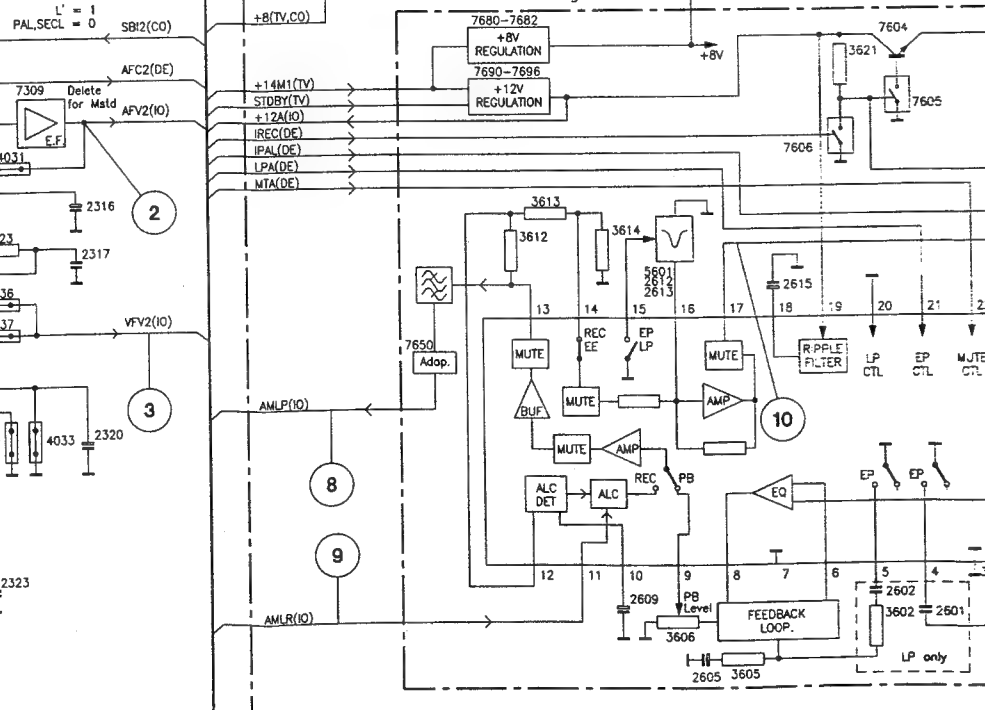 L' = 1
PAL,SECL = 0
SB12(CO)
AFC2(DE)
7309
Delete
for Mstd
AFV2(IO)
E.F.
4031
2
2316
23
2317
36
37
VFV2(IO)
3
4033
2320
2323
+8(TV,CO)
+14M1(TV)
STDBY(TV)
+12A(IO)
IREC(DE)
IPAL(DE)
LPA(DE)
MTA(DE)
7680-7682
+8V
REGULATION
7690-7696
+12V
REGULATION
+8V
7604
3621
7605
7606
3613
3612
3614
5601
2612
2613
2615
7650
Adap.
AMLP(IO)
8
9
AMLR(IO)
13
14
15
16
17
18
19
20
21
MUTE
REC
EE
EP
LP
MUTE
RIPPLE
FILTER
LP
CTL
EP
CTL
MUTE
CTL
BUF
MUTE
AMP
10
MUTE
AMP
REC
PB
ALC
DET
ALC
EQ
EP
EP
12
11
10
9
8
7
6
5
4
2609
PB
Level
3606
FEEDBACK
LOOP.
2602
3602
2601
2605
3605
LP only